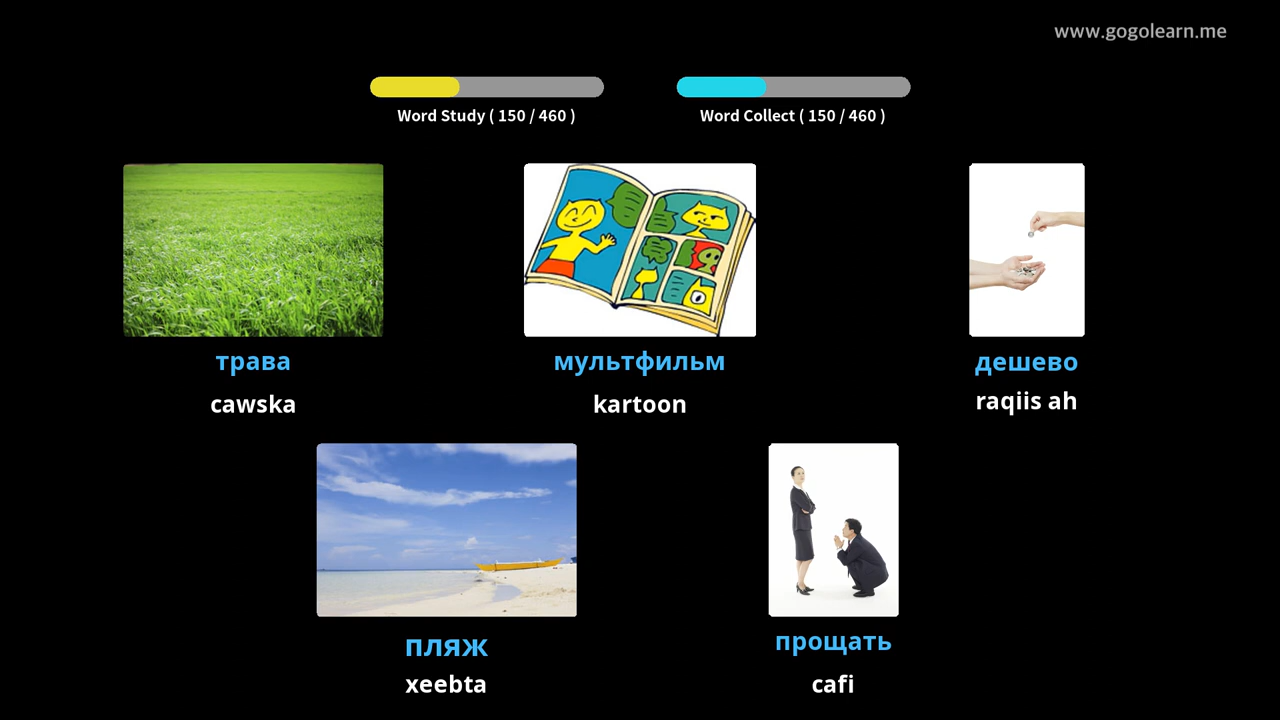 www.gogolearn.me
Word Study ( 150 / 460 )
Word Collect ( 150 / 460 )
трава
мультфильм
дешево
cawska
kartoon
raqiis ah
пляж
прощать
xeebta
cafi